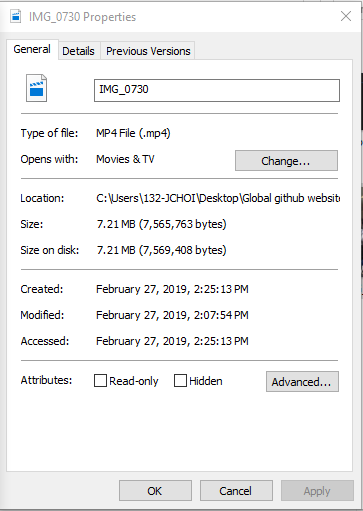 IMG_0730 Properties
General Details Previous Versions
IMG_0730
Type of file: MP4 File (.mp4)
Opens with: Movies & TV Change...
Location: C:\Users\132-JCHOI\Desktop\Global github website
Size: 7.21 MB (7,565,763 bytes)
Size on disk: 7.21 MB (7,569,408 bytes)
Created: February 27, 2019, 2:25:13 PM
Modified: February 27, 2019, 2:07:54 PM
Accessed: February 27, 2019, 2:25:13 PM
Attributes: Read-only Hidden Advanced...
OK Cancel Apply